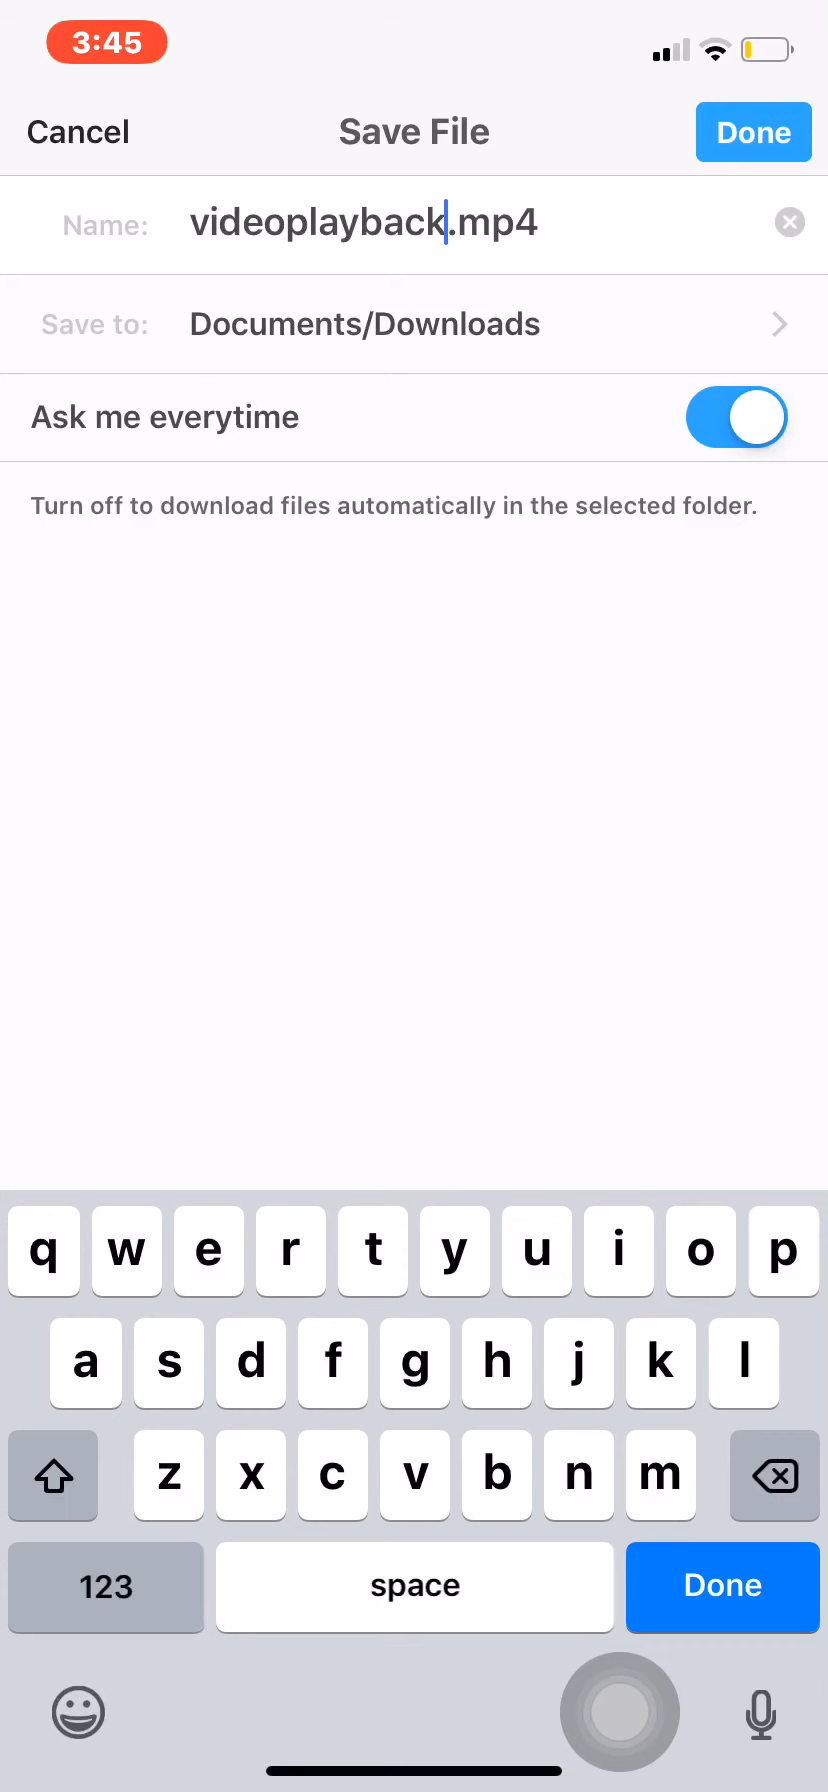 3:45
Cancel Save File Done
Name: videoplayback.mp4
Save to: Documents/Downloads
Ask me everytime
Turn off to download files automatically in the selected folder.
q w e r t y u i o p
a s d f g h j k l
z x c v b n m
123 space Done